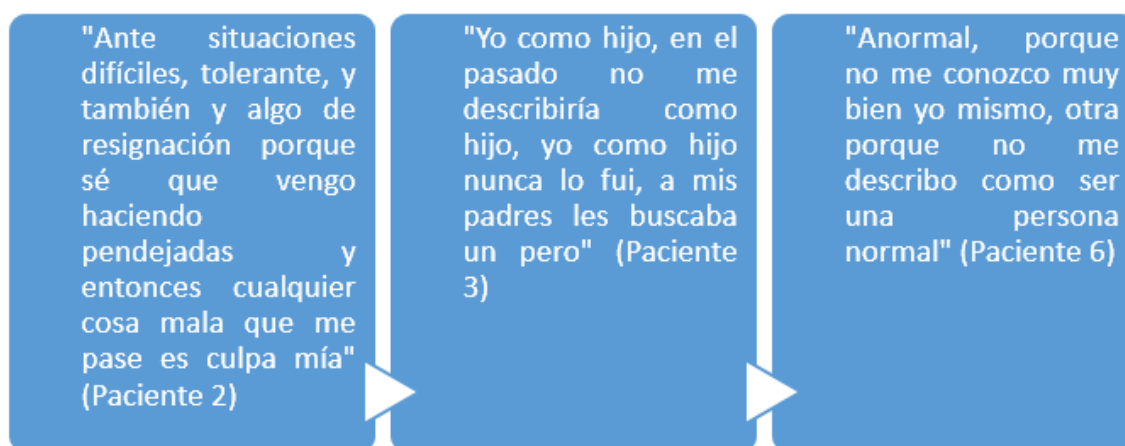 "Ante situaciones
difíciles, tolerante, y
también y algo de
resignación porque
sé que vengo
haciendo
pendejadas y
entonces cualquier
cosa mala que me
pase es culpa mía"
(Paciente 2)
"Yo como hijo, en el
pasado no me
describiría como
hijo, yo como hijo
nunca lo fui, a mis
padres les buscaba
un pero" (Paciente
3)
"Anormal, porque
no me conozco muy
bien yo mismo, otra
porque no me
describo como ser
una persona
normal" (Paciente 6)